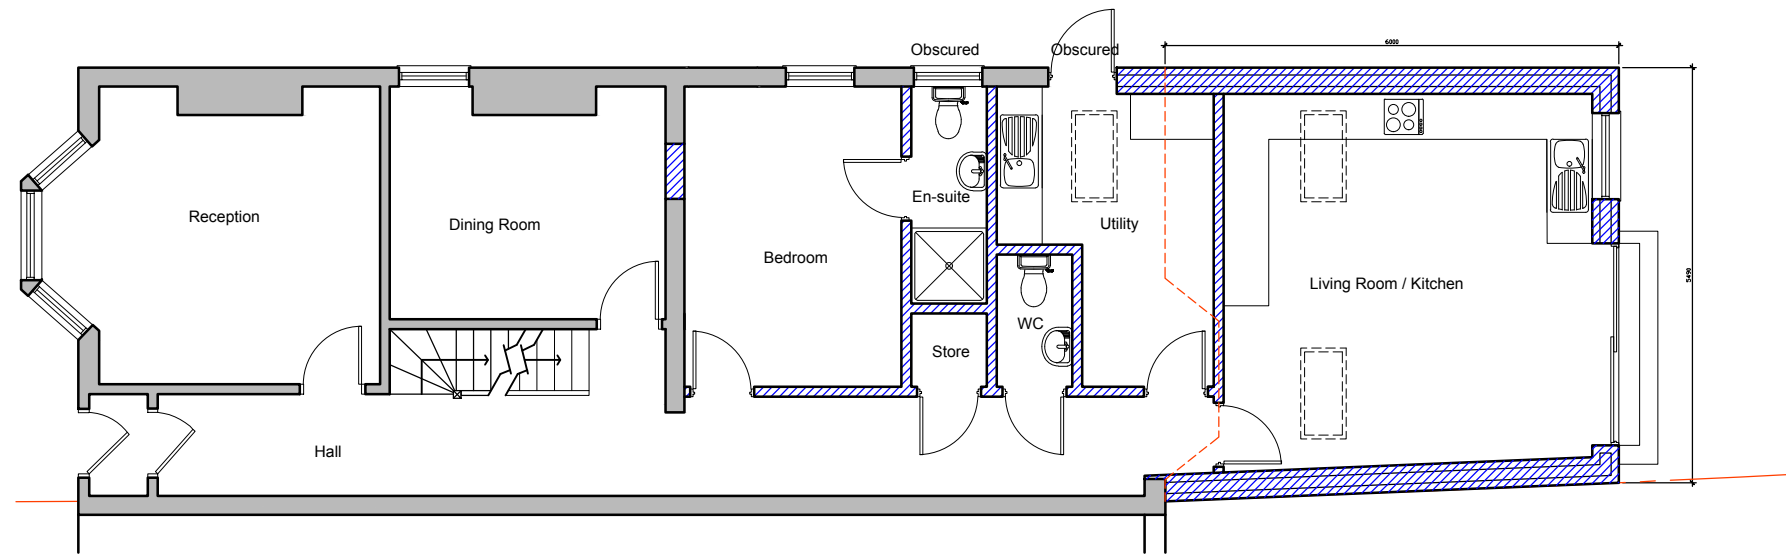 Obscured
Obscured
6000
Reception
Dining Room
En-suite
Utility
Bedroom
Living Room / Kitchen
5490
WC
Store
Hall